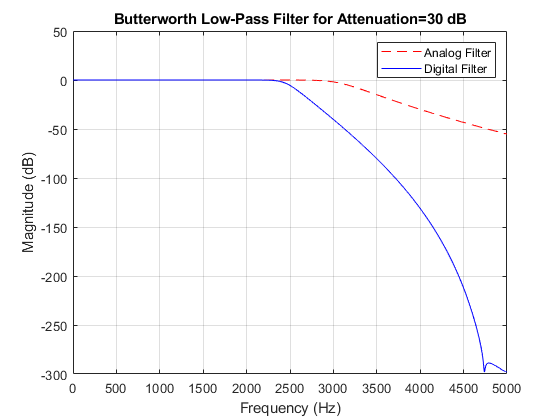 Butterworth Low-Pass Filter for Attenuation=30 dB
Analog Filter
Digital Filter
50
0
-50
-100
-150
-200
-250
-300
Magnitude (dB)
0 500 1000 1500 2000 2500 3000 3500 4000 4500 5000
Frequency (Hz)